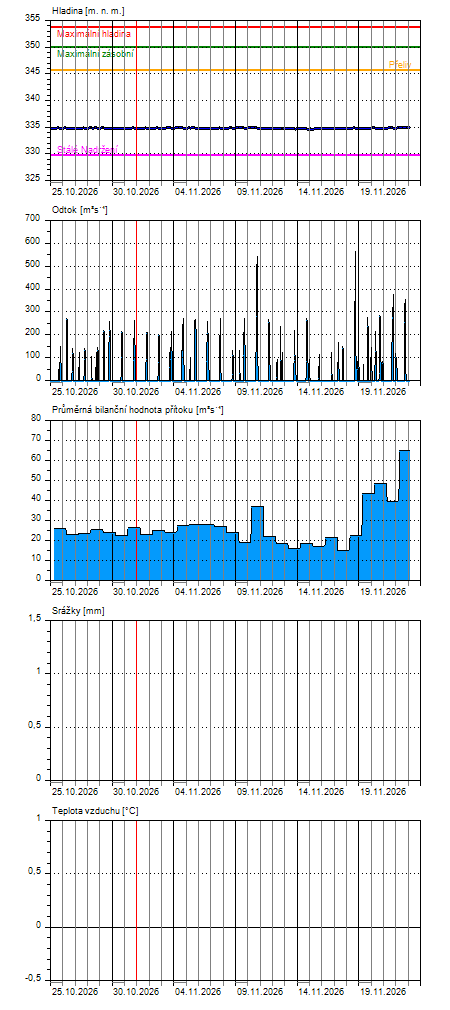 Hladina [m. n. m.]
355
Maximální hladina
350
Maximální zásobní
Přeliv
345
340
335
330
Stálé Nadržení
325
25.10.2026 30.10.2026 04.11.2026 09.11.2026 14.11.2026 19.11.2026
Odtok [m³s⁻¹]
700
600
500
400
300
200
100
0
25.10.2026 30.10.2026 04.11.2026 09.11.2026 14.11.2026 19.11.2026
Průměrná bilanční hodnota přítoku [m³s⁻¹]
80
70
60
50
40
30
20
10
0
25.10.2026 30.10.2026 04.11.2026 09.11.2026 14.11.2026 19.11.2026
Srážky [mm]
1,5
1
0,5
0
25.10.2026 30.10.2026 04.11.2026 09.11.2026 14.11.2026 19.11.2026
Teplota vzduchu [°C]
1
0,5
0
-0,5
25.10.2026 30.10.2026 04.11.2026 09.11.2026 14.11.2026 19.11.2026